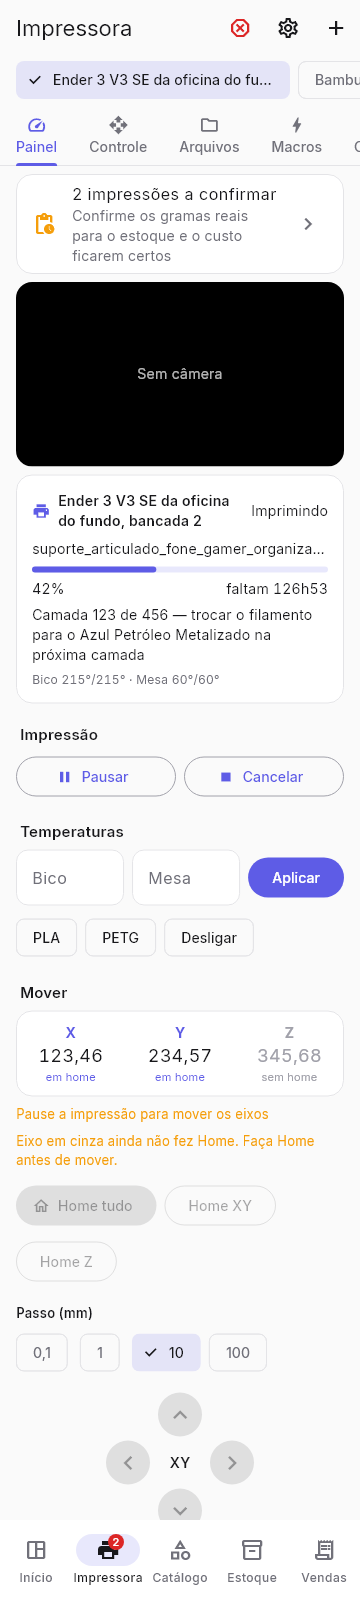 Impressora
Ender 3 V3 SE da oficina do fu...
Bambu
Painel
Controle
Arquivos
Macros
2 impressões a confirmar
Confirme os gramas reais
para o estoque e o custo
ficarem certos
Sem câmera
Ender 3 V3 SE da oficina
do fundo, bancada 2
Imprimindo
suporte_articulado_fone_gamer_organiza...
42%
faltam 126h53
Camada 123 de 456 — trocar o filamento
para o Azul Petróleo Metalizado na
próxima camada
Bico 215°/215° · Mesa 60°/60°
Impressão
Pausar
Cancelar
Temperaturas
Bico
Mesa
Aplicar
PLA
PETG
Desligar
Mover
X
Y
Z
123,46
234,57
345,68
em home
em home
sem home
Pause a impressão para mover os eixos
Eixo em cinza ainda não fez Home. Faça Home
antes de mover.
Home tudo
Home XY
Home Z
Passo (mm)
0,1
1
10
100
XY
2
Início
Impressora
Catálogo
Estoque
Vendas